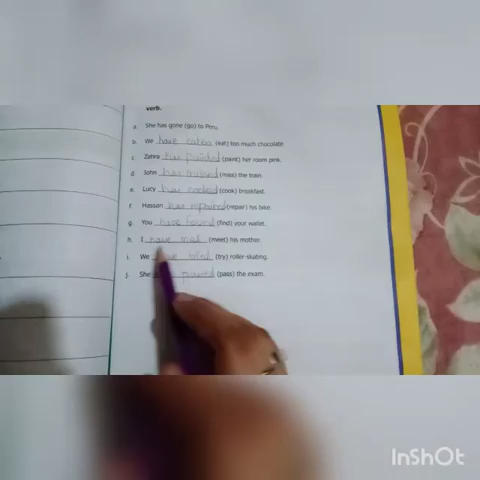 verb.
a. She has gone (go) to Peru.
b. We have eaten (eat) too much chocolate.
c. Zahra has painted (paint) her room pink.
d. John has missed (miss) the train.
e. Lucy has cooked (cook) breakfast.
f. Hassan has repaired (repair) his bike.
g. You have found (find) your wallet.
h. I have met (meet) his mother.
i. We have tried (try) roller-skating.
j. She passed (pass) the exam.
InShOt